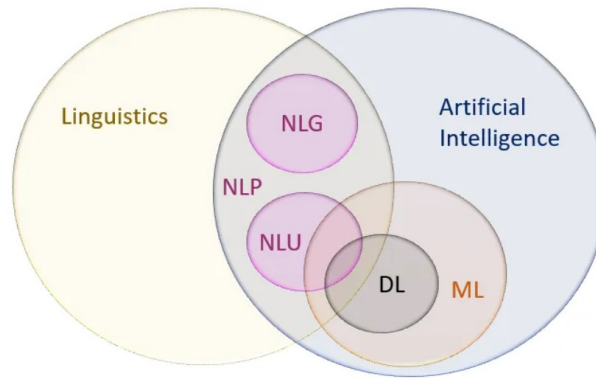 Linguistics
NLG
Artificial
Intelligence
NLP
NLU
DL
ML